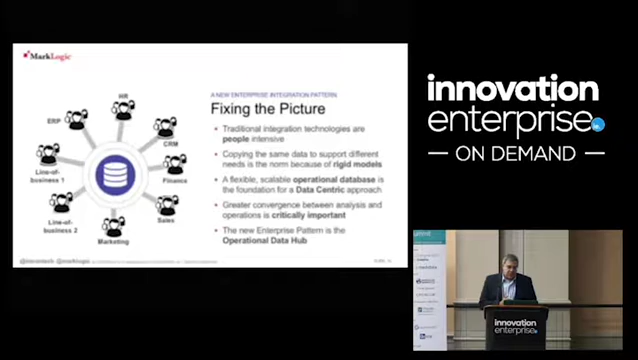 MarkLogic
A NEW ENTERPRISE INTEGRATION PATTERN
Fixing the Picture
Traditional integration technologies are
people intensive
Copying the same data to support different
needs is the norm because of rigid models
A flexible, scalable operational database is
the foundation for a Data Centric approach
Greater convergence between analysis and
operations is critically important
The new Enterprise Pattern is the
Operational Data Hub
HR
ERP
CRM
Line-of-
business 1
Finance
Line-of-
business 2
Sales
Marketing
innovation
enterprise
ON DEMAND
innovation
enterprise